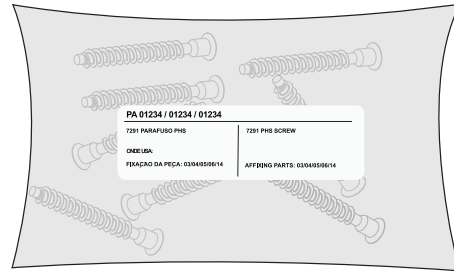 PA 01234 / 01234 / 01234
7291 PARAFUSO PHS
ONDE USA:
FIXAÇAO DA PEÇA: 03/04/05/06/14
7291 PHS SCREW
AFFIXING PARTS: 03/04/05/06/14